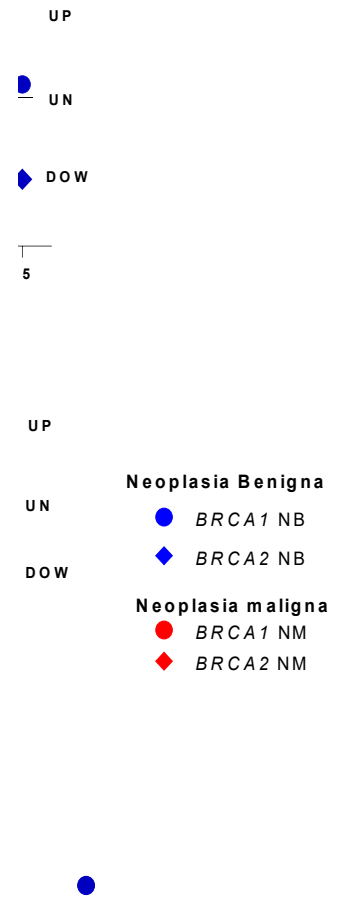 UP
UN
DOW
5
UP
Neoplasia Benigna
UN
BRCA1 NB
BRCA2 NB
DOW
Neoplasia maligna
BRCA1 NM
BRCA2 NM